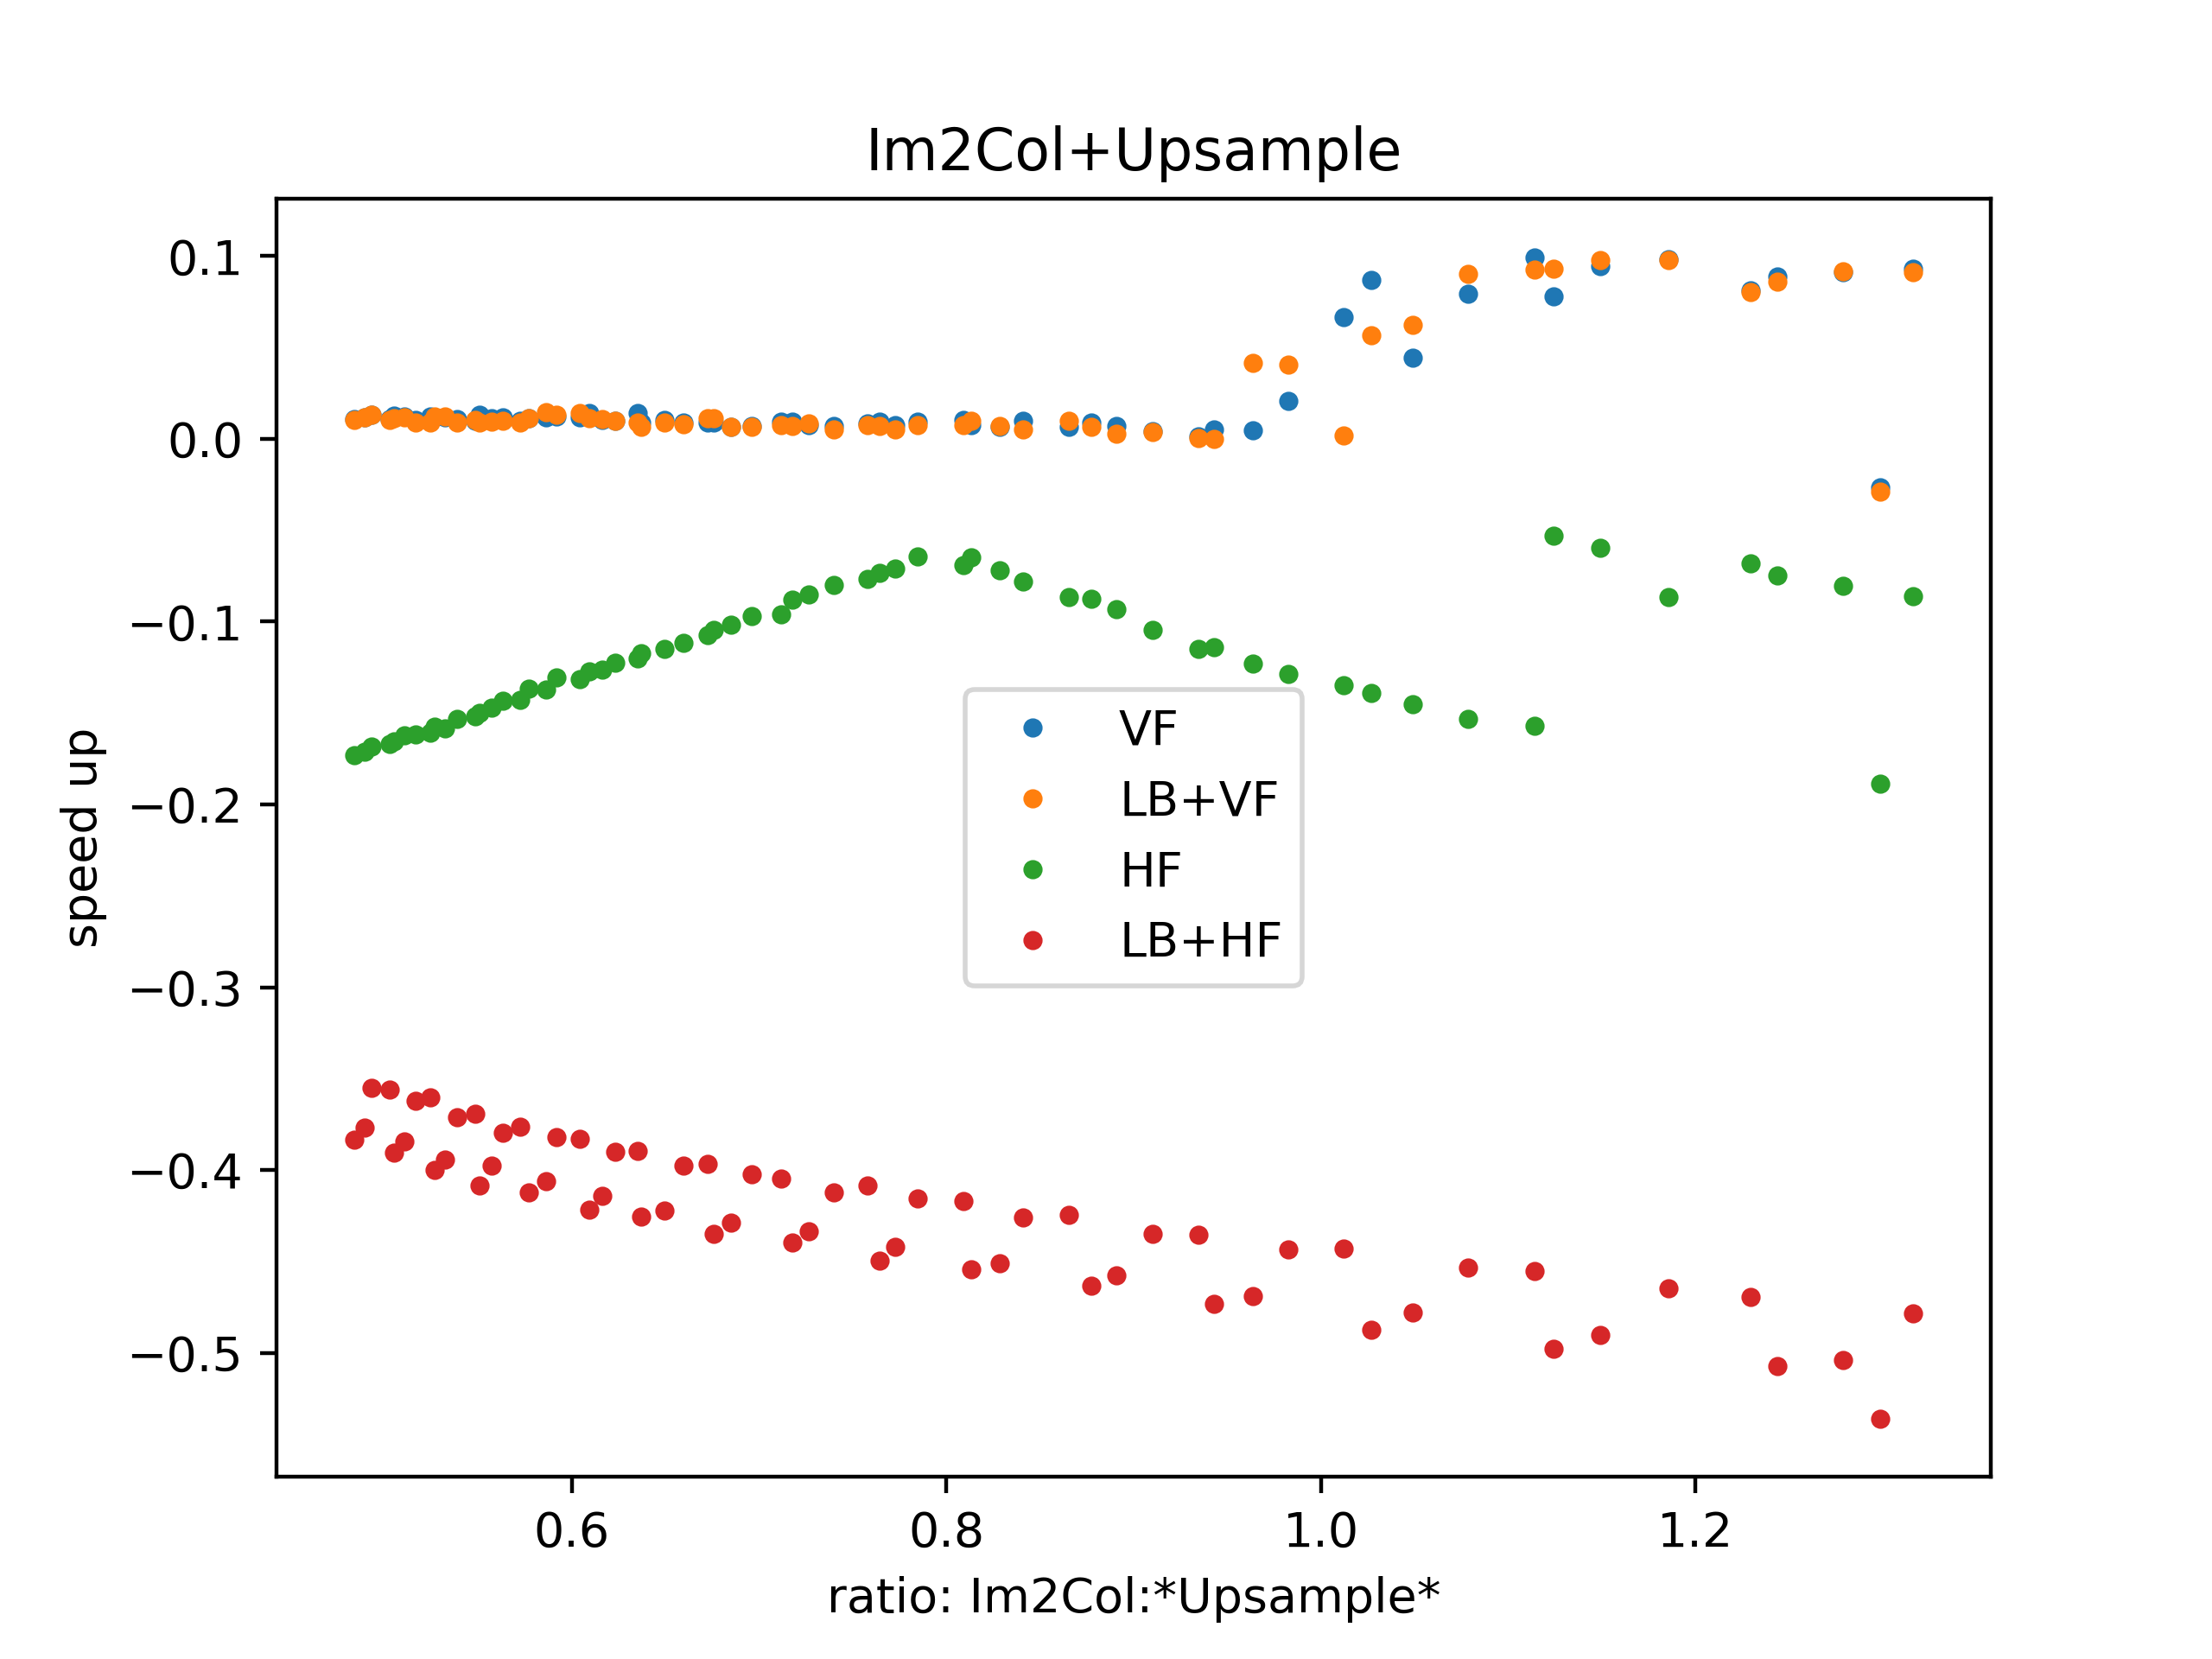 Im2Col+Upsample
0.1
0.0
−0.1
−0.2
−0.3
−0.4
−0.5
speed up
VF
LB+VF
HF
LB+HF
0.6 0.8 1.0 1.2
ratio: Im2Col:*Upsample*